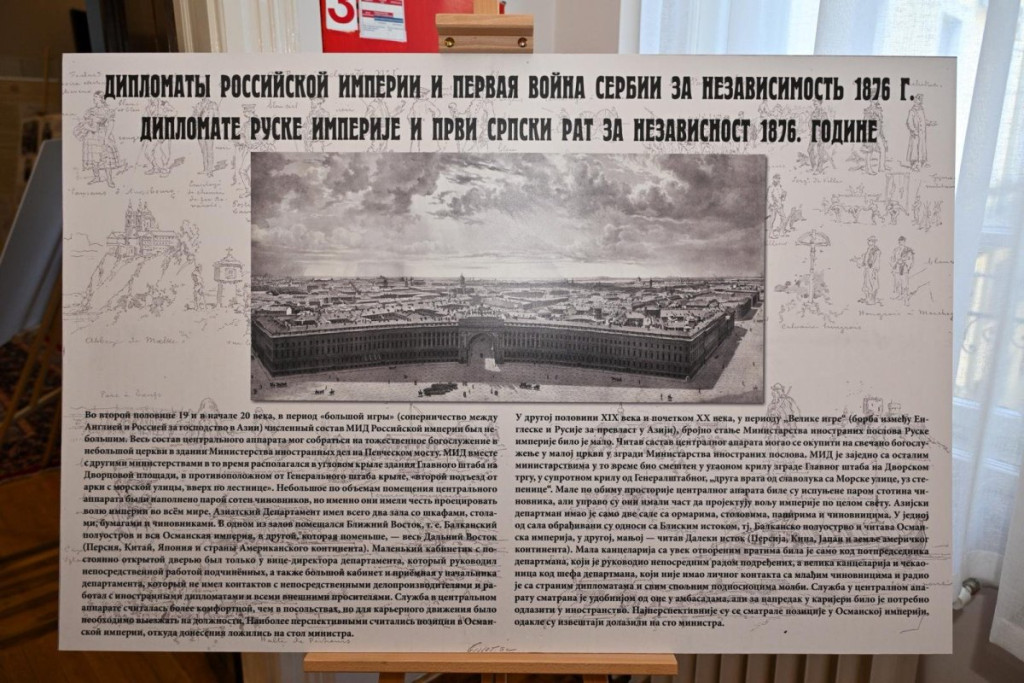 3
ДИПЛОМАТЫ РОССИЙСКОЙ ИМПЕРИИ И ПЕРВАЯ ВОЙНА СЕРБИИ ЗА НЕЗАВИСИМОСТЬ 1876 Г.
ДИПЛОМАТЕ РУСКЕ ИМПЕРИЈЕ И ПРВИ СРПСКИ РАТ ЗА НЕЗАВИСНОСТ 1876. ГОДИНЕ
Во второй половине 19 и в начале 20 века, в период «большой игры» (соперничество между
Англией и Россией за господство в Азии) численный состав МИД Российской империи был не-
большим. Весь состав центрального аппарата мог собраться на тожественное богослужение в
небольшой церкви в здании Министерства иностранных дел на Певческом мосту. МИД вместе
с другими министерствами в то время располагался в угловом крыле здания Главного штаба на
Дворцовой площади, в противоположном от Генерального штаба крыле, «второй подъезд от
арки с морской улицы, вверх по лестнице». Небольшое по объемам помещения центрального
аппарата были наполнено парой сотен чиновников, но именно они имели честь проецировать
волю империи во всём мире. Азиатский Департамент имел всего два зала со шкафами, стола-
ми, бумагами и чиновниками. В одном из залов помещался Ближний Восток, т. е. Балканский
полуостров и вся Османская империя, в другой, которая поменьше, — весь Дальний Восток
(Персия, Китай, Япония и страны Американского континента). Маленький кабинетик с по-
стоянно открытой дверью был только у вице-директора департамента, который руководил
непосредственной работой подчинённых, а также большой кабинет и приёмная у начальника
департамента, который не имел контактов с непосредственными делопроизводителями и ра-
ботал с иностранными дипломатами и всеми внешними просителями. Служба в центральном
аппарате считалась более комфортной, чем в посольствах, но для карьерного движения было
необходимо выезжать на должности. Наиболее перспективными считались позиции в Осман-
ской империи, откуда донесения ложились на стол министра.
У другој половини XIX века и почетком XX века, у периоду „Велике игре“ (борба између Ен-
глеске и Русије за превласт у Азији), бројно стање Министарства иностраних послова Руске
империје било је мало. Читав састав централног апарата могао се окупити на свечано богослу-
жење у малој цркви у згради Министарства иностраних послова. МИД је заједно са осталим
министарствима у то време био смештен у угаоном крилу зграде Главног штаба на Дворском
тргу, у супротном крилу од Генералштабног, „друга врата од славолука са Морске улице, уз сте-
пенице“. Мале по обиму просторије централног апарата биле су испуњене паром стотина чи-
новника, али управо су они имали част да пројектују вољу империје по целом свету. Азијски
департман имао је само две сале са орманима, столовима, папирима и чиновницима. У једној
од сала обрађивани су односи са Блиским истоком, тј. Балканско полуострво и читава Осман-
ска империја, у другој, мањој — читав Далеки исток (Персија, Кина, Јапан и земље америчког
континента). Мала канцеларија са увек отвореним вратима била је само код потпредседника
департмана, који је руководио непосредним радом подређених, а велика канцеларија и чекао-
ница код шефа департмана, који није имао личног контакта са млађим чиновницима и радио
је са страним дипломатама и свим спољним подносиоцима молби. Служба у централном апа-
рату сматрана је удобнијом од оне у амбасадама, али за напредак у каријери било је потребно
одлазити у иностранство. Најперспективније су се сматрале позиције у Османској империји,
одакле су извештаји долазили на сто министра.